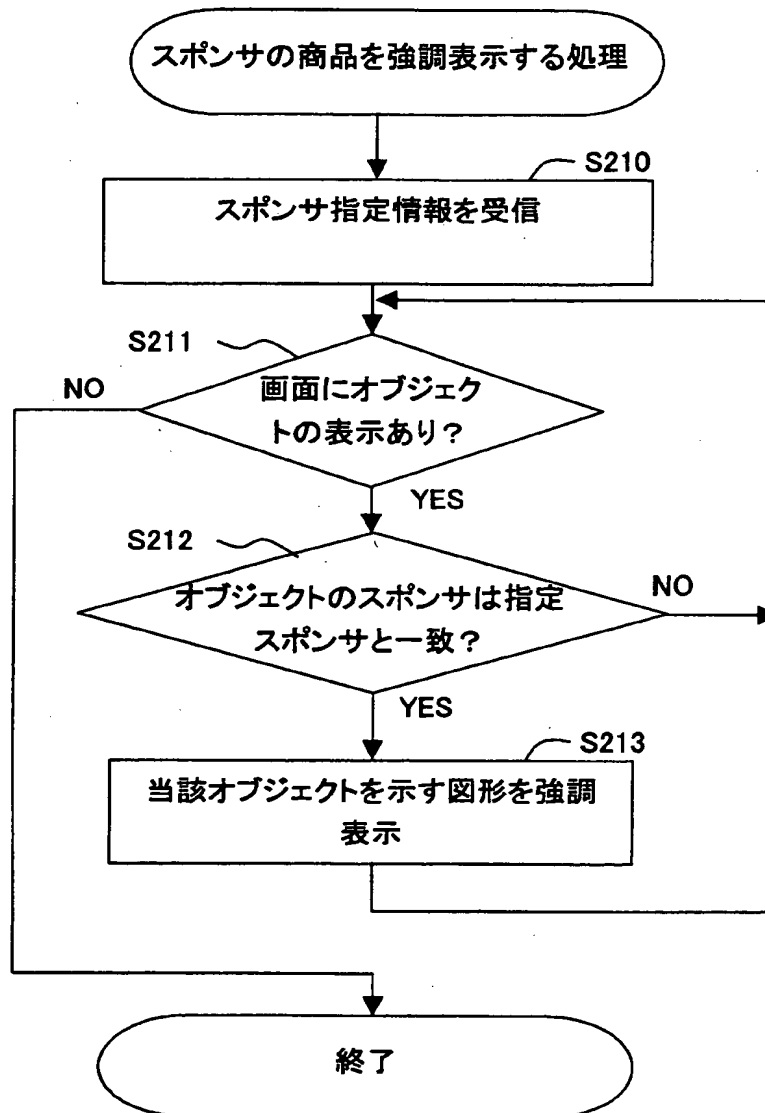 スポンサの商品を強調表示する処理
S210
スポンサ指定情報を受信
S211
NO
画面にオブジェク
トの表示あり？
YES
S212
オブジェクトのスポンサは指定
スポンサと一致？
NO
YES
S213
当該オブジェクトを示す図形を強調
表示
終了